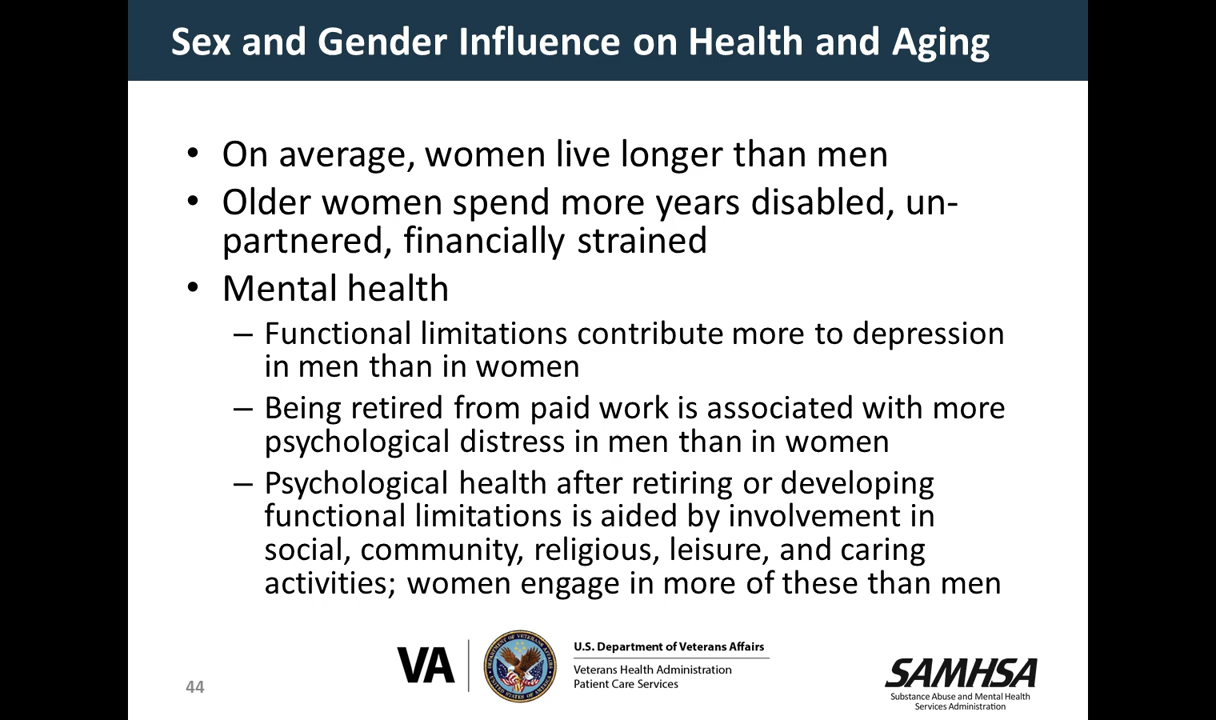 Sex and Gender Influence on Health and Aging
• On average, women live longer than men
• Older women spend more years disabled, un-
partnered, financially strained
• Mental health
– Functional limitations contribute more to depression
in men than in women
– Being retired from paid work is associated with more
psychological distress in men than in women
– Psychological health after retiring or developing
functional limitations is aided by involvement in
social, community, religious, leisure, and caring
activities; women engage in more of these than men
44
VA
U.S. Department of Veterans Affairs
Veterans Health Administration
Patient Care Services
SAMHSA
Substance Abuse and Mental Health
Services Administration